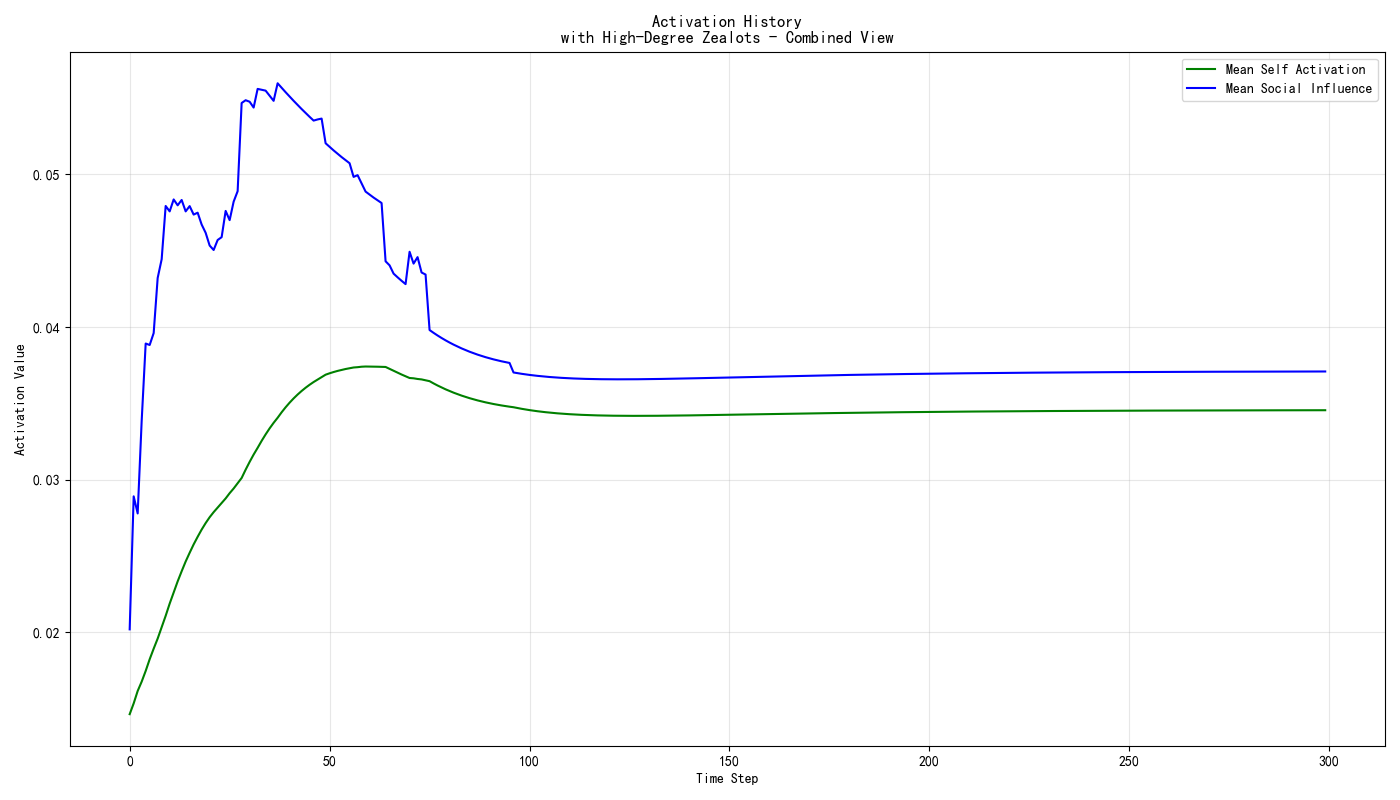 Activation History
with High-Degree Zealots - Combined View
Mean Self Activation
Mean Social Influence
Activation Value
0.05
0.04
0.03
0.02
0
50
100
150
200
250
300
Time Step